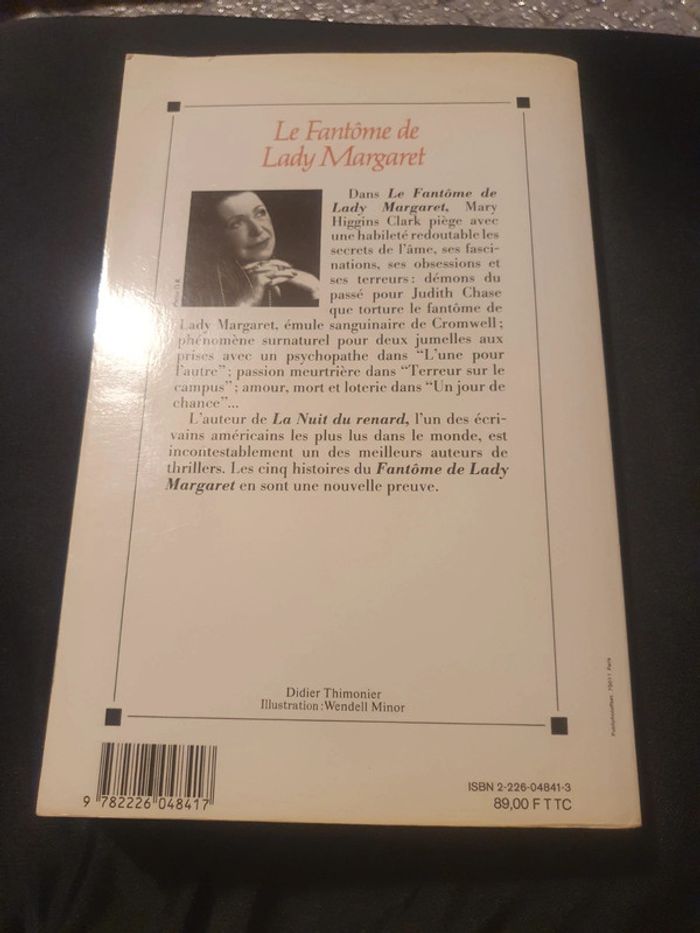 Le Fantôme de
Lady Margaret
Dans Le Fantôme de
Lady Margaret, Mary
Higgins Clark piège avec
une habileté redoutable les
secrets de l'âme, ses fasci-
nations, ses obsessions et
ses terreurs : démons du
passé pour Judith Chase
que torture le fantôme de
Lady Margaret, émule sanguinaire de Cromwell ;
phénomène surnaturel pour deux jumelles aux
prises avec un psychopathe dans "L'une pour
l'autre" ; passion meurtrière dans "Terreur sur le
campus" ; amour, mort et loterie dans "Un jour de
chance"...
L'auteur de La Nuit du renard, l'un des écri-
vains américains les plus lus dans le monde, est
incontestablement un des meilleurs auteurs de
thrillers. Les cinq histoires du Fantôme de Lady
Margaret en sont une nouvelle preuve.
Didier Thimonier
Illustration : Wendell Minor
9 782226 048417
ISBN 2-226-04841-3
89,00 F TTC